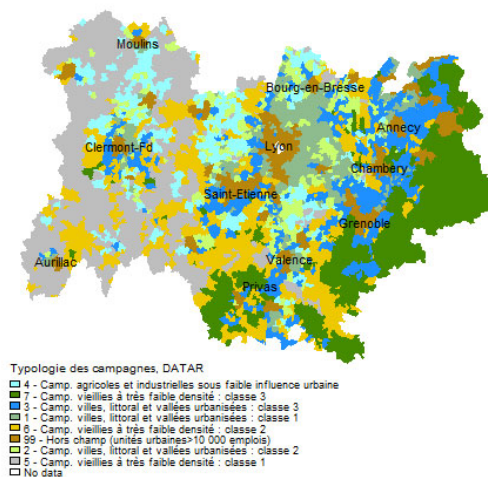 Moulins
Bourg-en-Bresse
Annecy
Clermont-Fd
Lyon
Chambéry
Saint-Etienne
Grenoble
Aurillac
Valence
Privas
Typologie des campagnes, DATAR
4 - Camp. agricoles et industrielles sous faible influence urbaine
7 - Camp. vieillies à très faible densité : classe 3
3 - Camp. villes, littoral et vallées urbanisées : classe 3
1 - Camp. villes, littoral et vallées urbanisées : classe 1
6 - Camp. vieillies à très faible densité : classe 2
99 - Hors champ (unités urbaines>10 000 emplois)
2 - Camp. villes, littoral et vallées urbanisées : classe 2
5 - Camp. vieillies à très faible densité : classe 1
No data